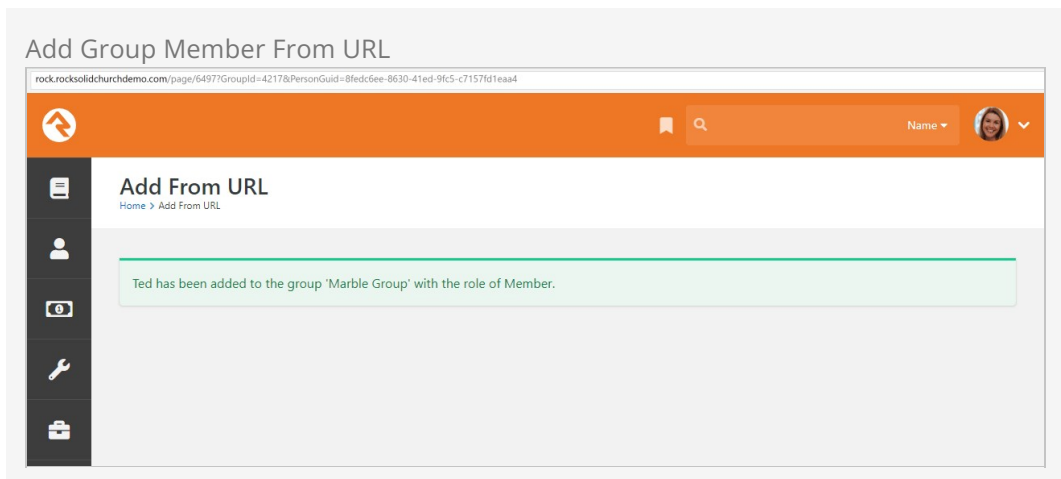 Add Group Member From URL
rock.rocksolidchurchdemo.com/page/6497?GroupId=4217&PersonGuid=8fedc6ee-8630-41ed-9fc5-c7157fd1eaa4
Name
Add From URL
Home > Add From URL
Ted has been added to the group 'Marble Group' with the role of Member.